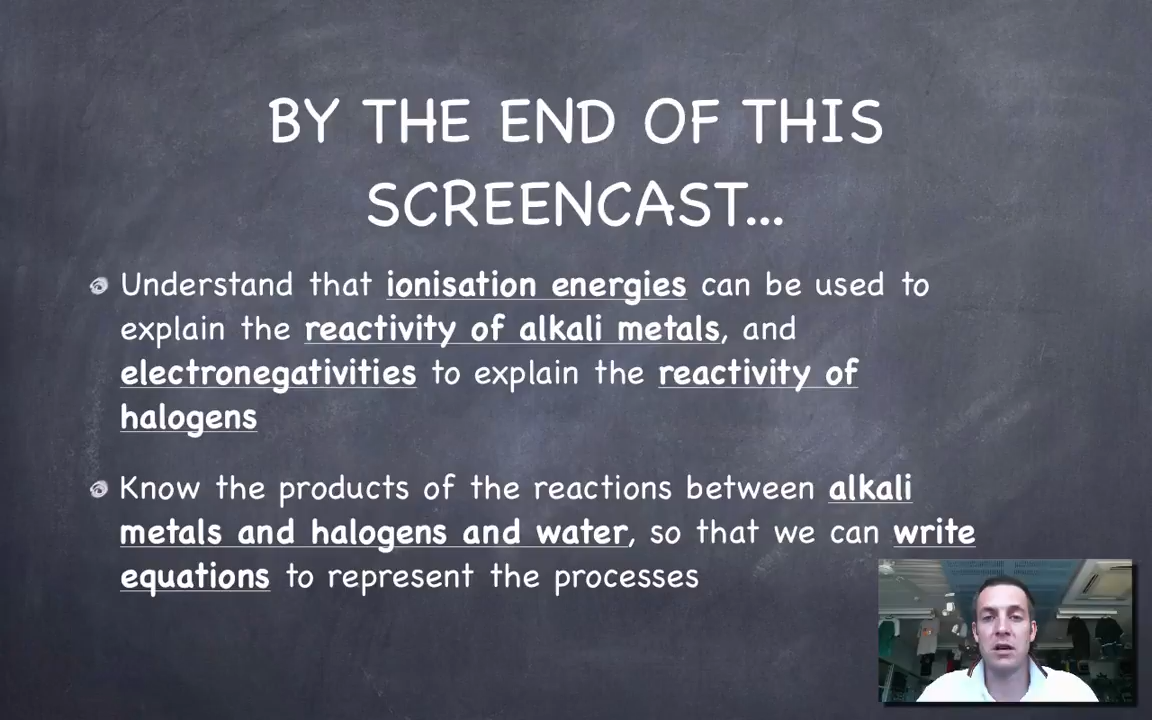 BY THE END OF THIS
SCREENCAST...
Understand that ionisation energies can be used to
explain the reactivity of alkali metals, and
electronegativities to explain the reactivity of
halogens
Know the products of the reactions between alkali
metals and halogens and water, so that we can write
equations to represent the processes